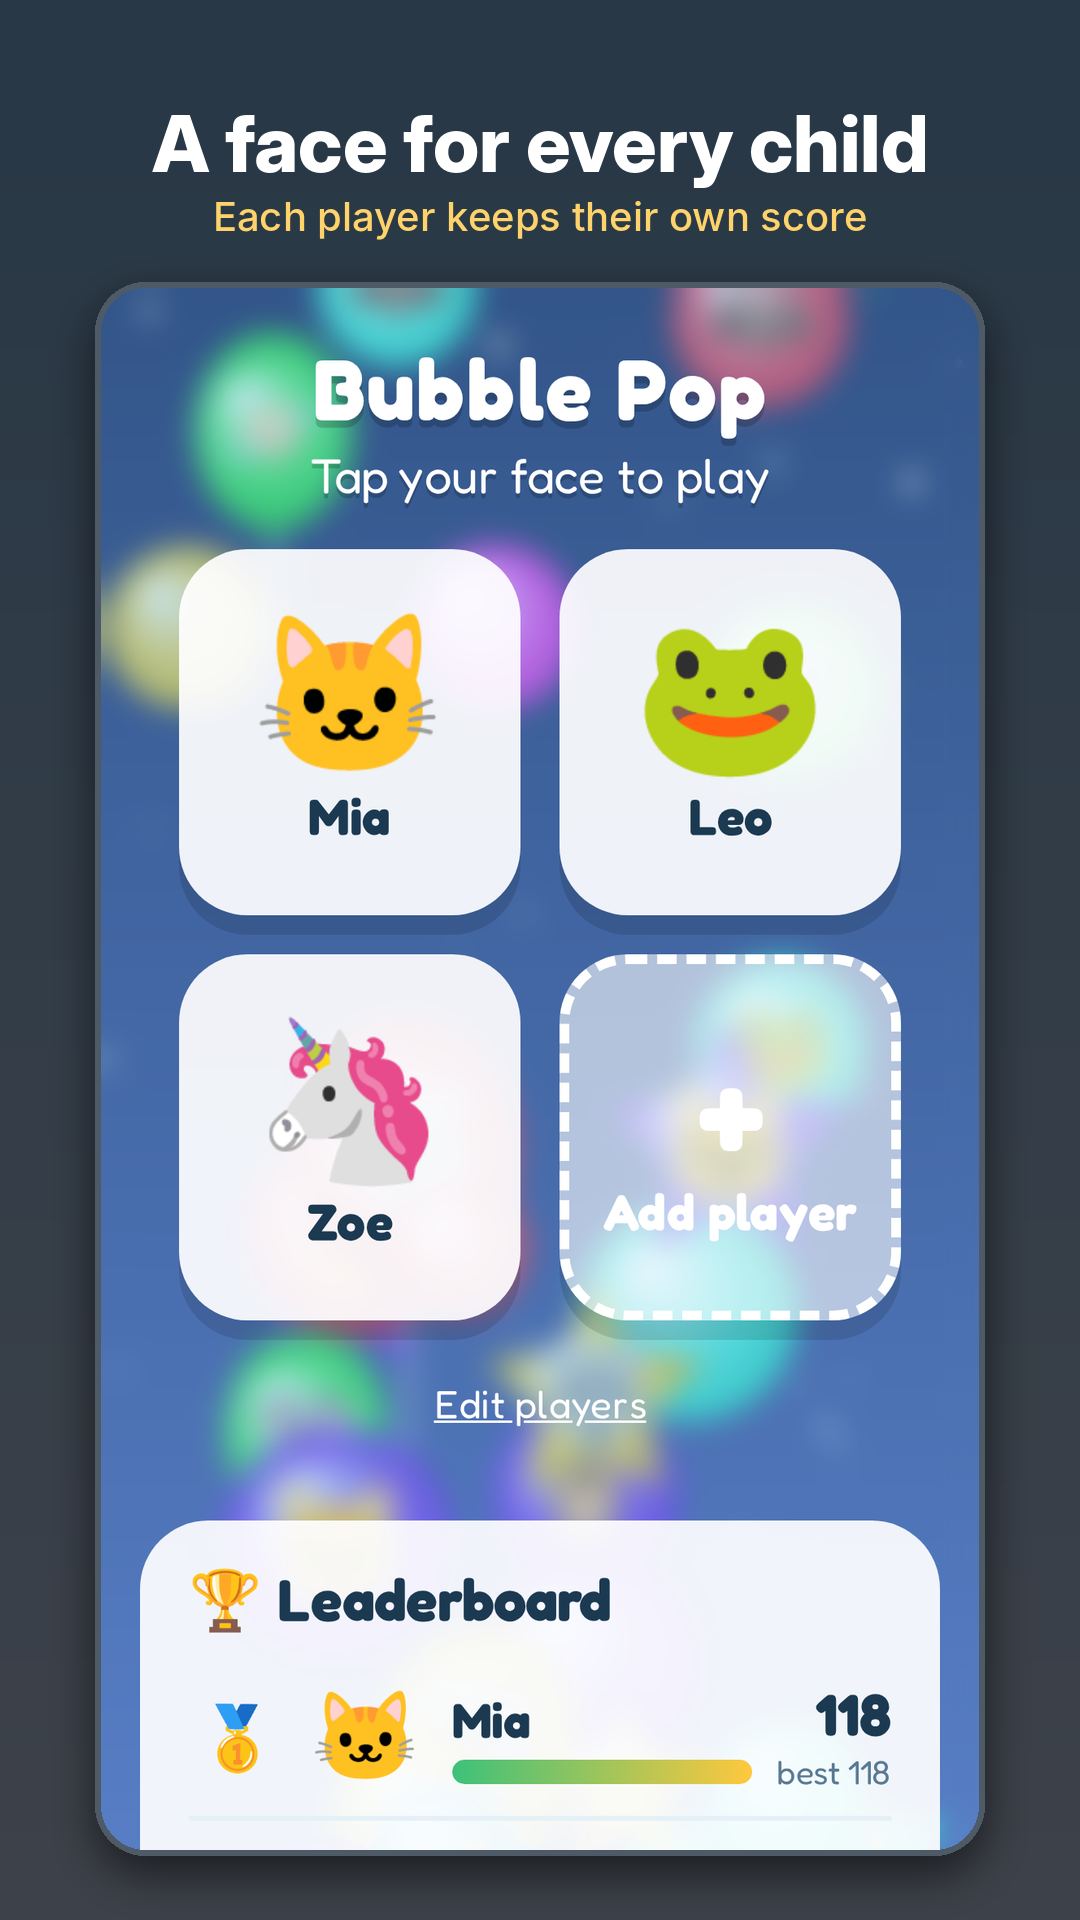 A face for every child
Each player keeps their own score
Bubble Pop
Tap your face to play
Mia
Leo
Zoe
Add player
Edit players
🏆 Leaderboard
🥇 Mia 118
best 118